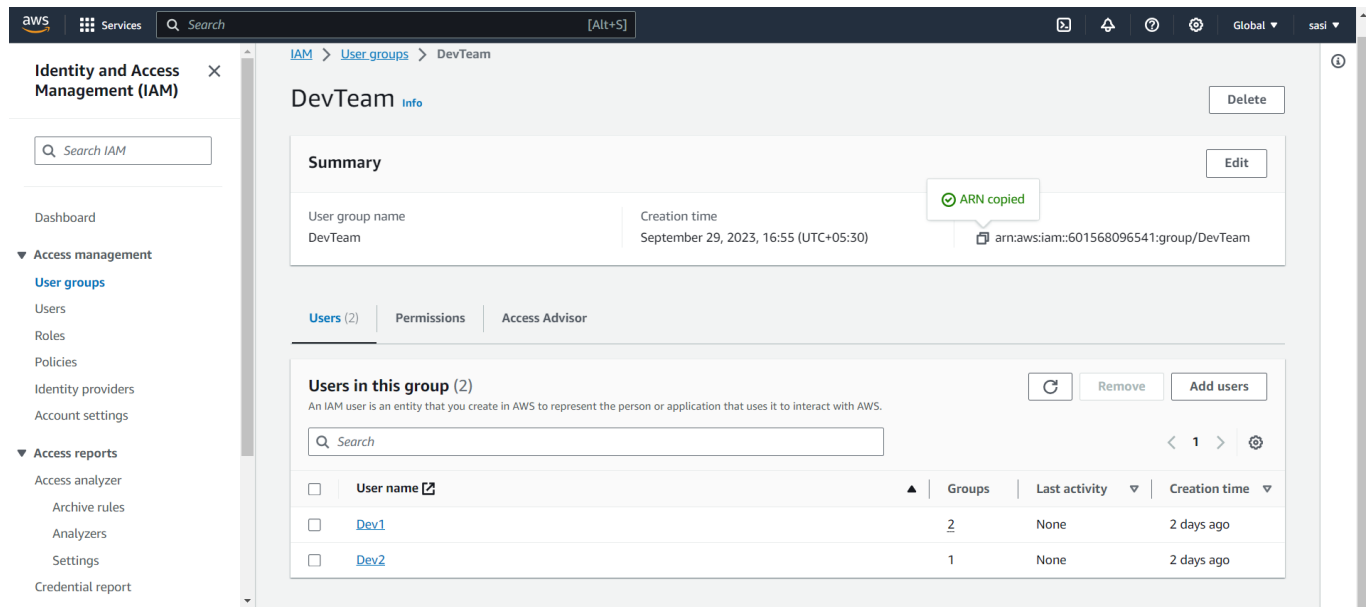 aws Services Search [Alt+S] Global ▼ sasi ▼
Identity and Access
Management (IAM)
Search IAM
Dashboard
Access management
User groups
Users
Roles
Policies
Identity providers
Account settings
Access reports
Access analyzer
Archive rules
Analyzers
Settings
Credential report
IAM > User groups > DevTeam
DevTeam Info
Delete
Summary
Edit
ARN copied
User group name
DevTeam
Creation time
September 29, 2023, 16:55 (UTC+05:30)
arn:aws:iam::601568096541:group/DevTeam
Users (2) Permissions Access Advisor
Users in this group (2)
Remove Add users
An IAM user is an entity that you create in AWS to represent the person or application that uses it to interact with AWS.
Search
< 1 >
User name Groups Last activity Creation time
Dev1 2 None 2 days ago
Dev2 1 None 2 days ago